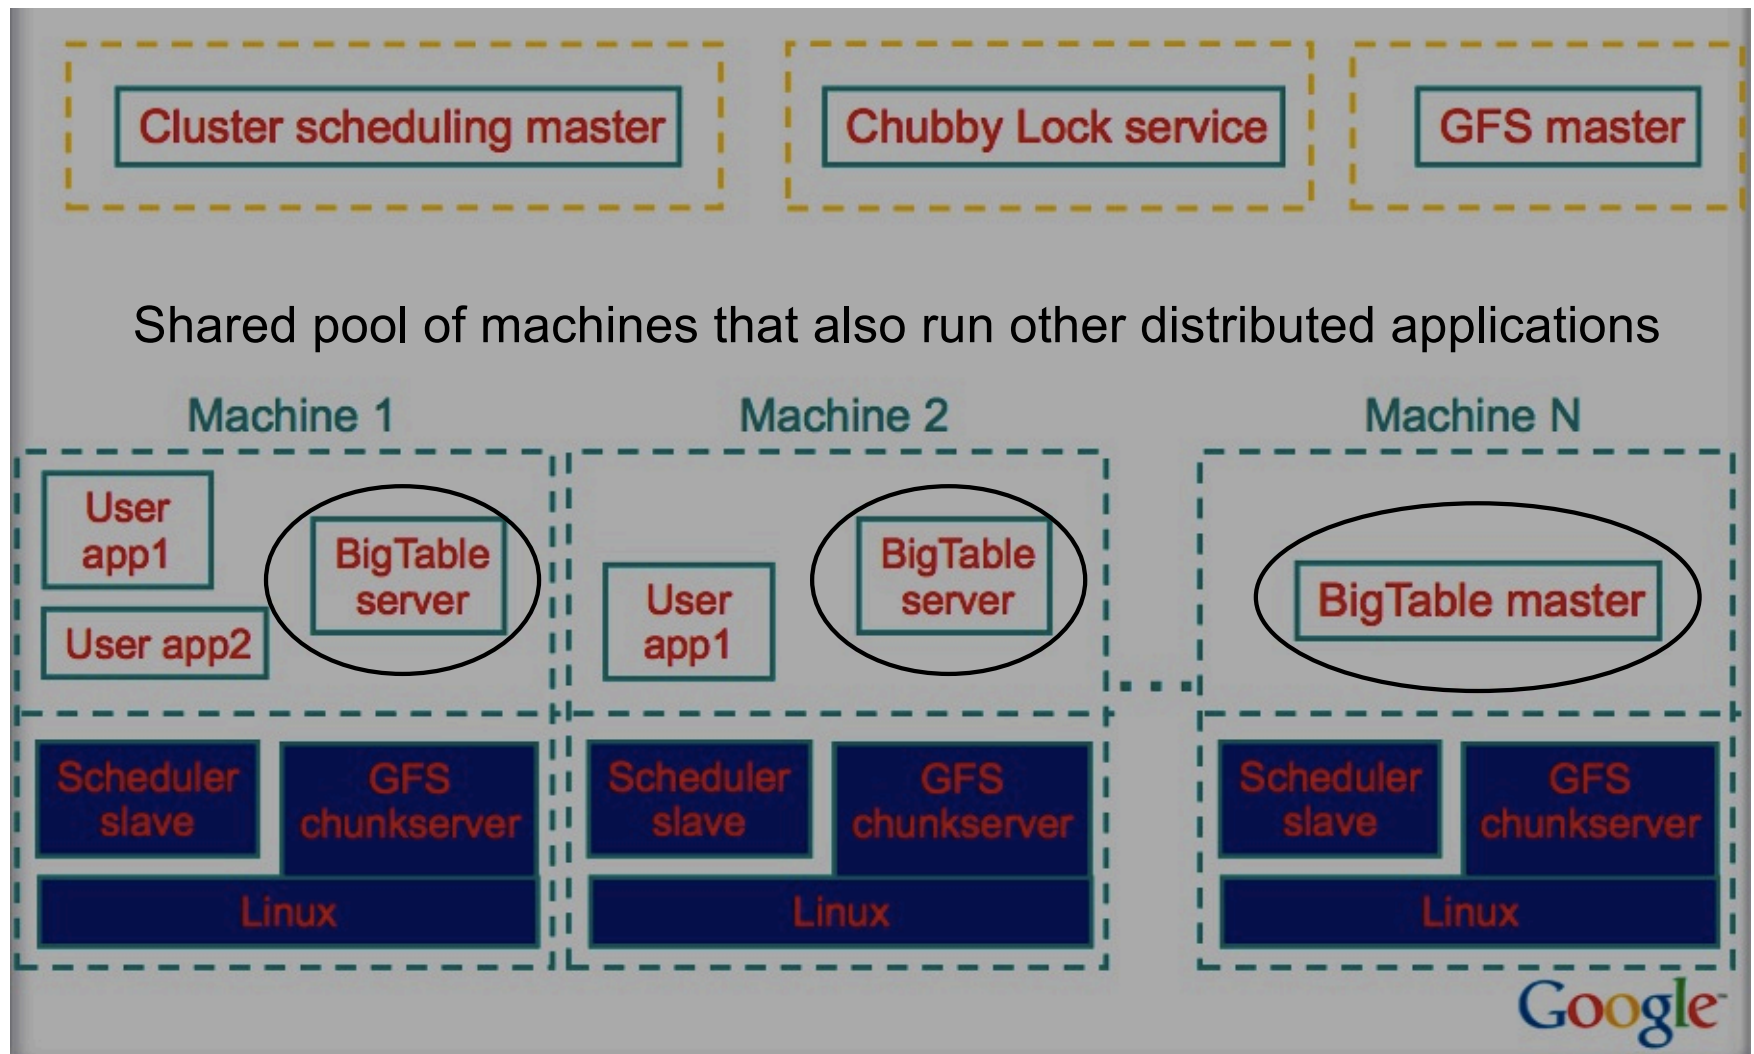 Cluster scheduling master
Chubby Lock service
GFS master
Shared pool of machines that also run other distributed applications
Machine 1
Machine 2
Machine N
User
app1
User app2
BigTable
server
User
app1
BigTable
server
...
BigTable master
Scheduler
slave
GFS
chunkserver
Linux
Scheduler
slave
GFS
chunkserver
Linux
Scheduler
slave
GFS
chunkserver
Linux
Google™